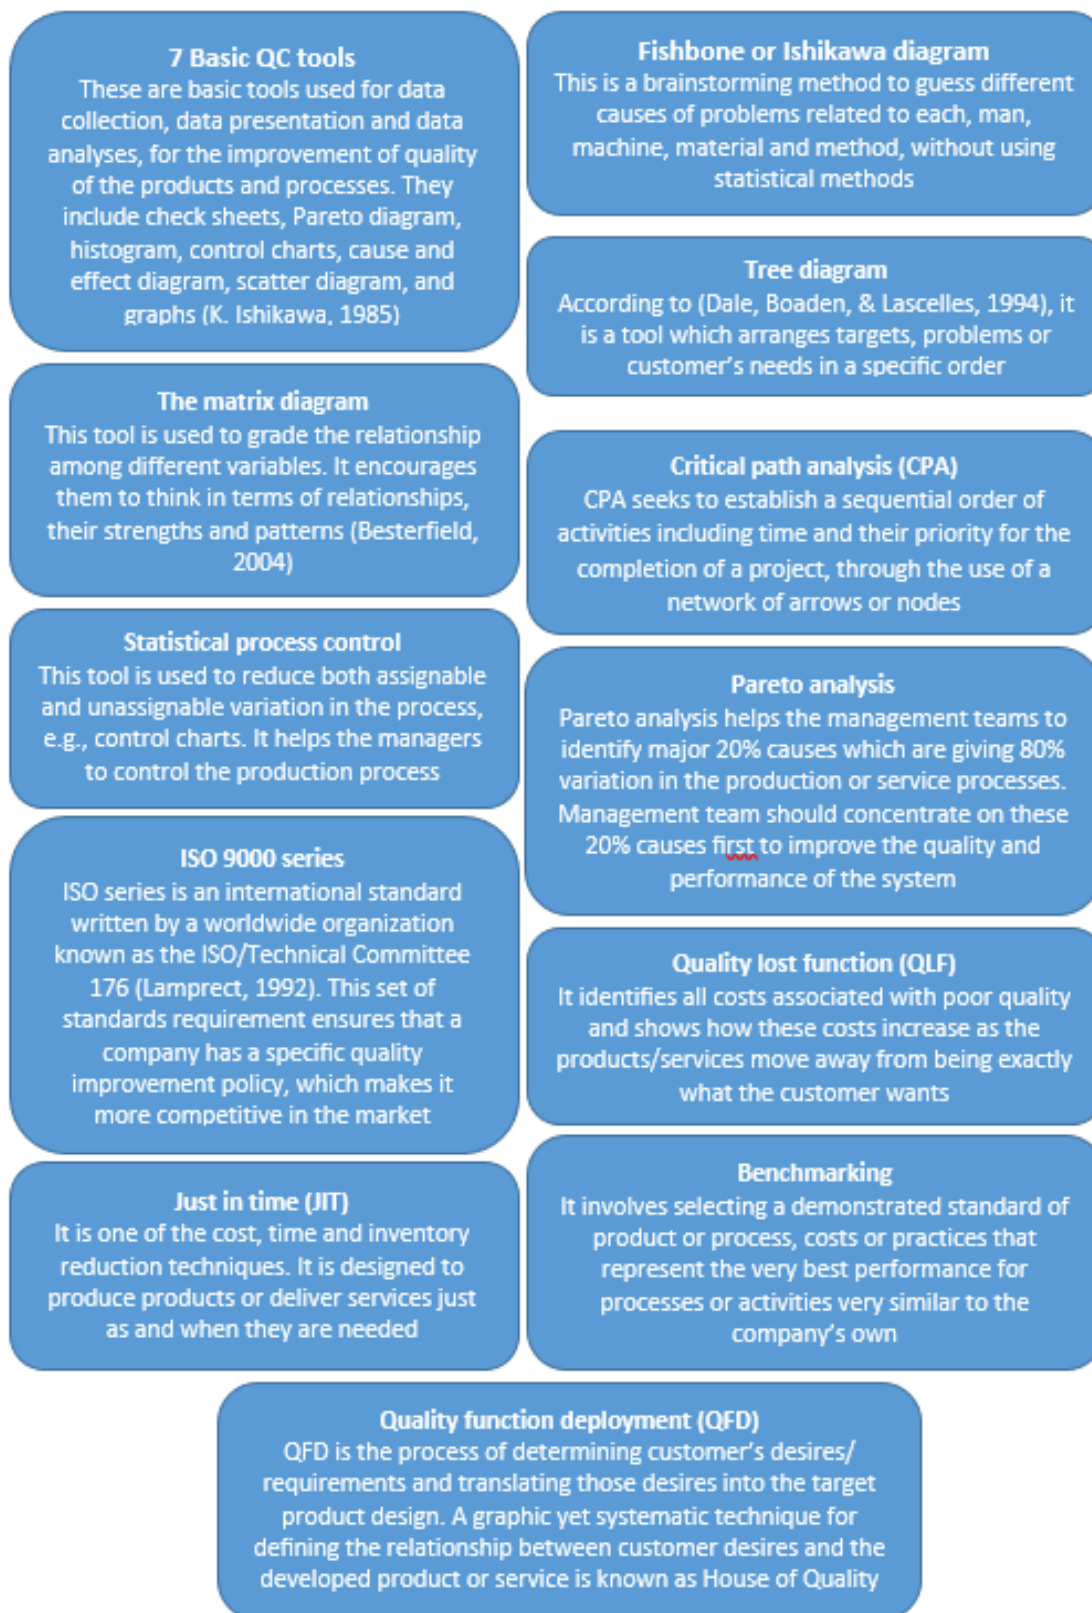 7 Basic QC tools
These are basic tools used for data
collection, data presentation and data
analyses, for the improvement of quality
of the products and processes. They
include check sheets, Pareto diagram,
histogram, control charts, cause and
effect diagram, scatter diagram, and
graphs (K. Ishikawa, 1985)
Fishbone or Ishikawa diagram
This is a brainstorming method to guess different
causes of problems related to each, man,
machine, material and method, without using
statistical methods
Tree diagram
According to (Dale, Boaden, & Lascelles, 1994), it
is a tool which arranges targets, problems or
customer's needs in a specific order
The matrix diagram
This tool is used to grade the relationship
among different variables. It encourages
them to think in terms of relationships,
their strengths and patterns (Besterfield,
2004)
Critical path analysis (CPA)
CPA seeks to establish a sequential order of
activities including time and their priority for the
completion of a project, through the use of a
network of arrows or nodes
Statistical process control
This tool is used to reduce both assignable
and unassignable variation in the process,
e.g., control charts. It helps the managers
to control the production process
Pareto analysis
Pareto analysis helps the management teams to
identify major 20% causes which are giving 80%
variation in the production or service processes.
Management team should concentrate on these
20% causes first to improve the quality and
performance of the system
ISO 9000 series
ISO series is an international standard
written by a worldwide organization
known as the ISO/Technical Committee
176 (Lamprect, 1992). This set of
standards requirement ensures that a
company has a specific quality
improvement policy, which makes it
more competitive in the market
Quality lost function (QLF)
It identifies all costs associated with poor quality
and shows how these costs increase as the
products/services move away from being exactly
what the customer wants
Just in time (JIT)
It is one of the cost, time and inventory
reduction techniques. It is designed to
produce products or deliver services just
as and when they are needed
Benchmarking
It involves selecting a demonstrated standard of
product or process, costs or practices that
represent the very best performance for
processes or activities very similar to the
company's own
Quality function deployment (QFD)
QFD is the process of determining customer's desires/
requirements and translating those desires into the target
product design. A graphic yet systematic technique for
defining the relationship between customer desires and the
developed product or service is known as House of Quality